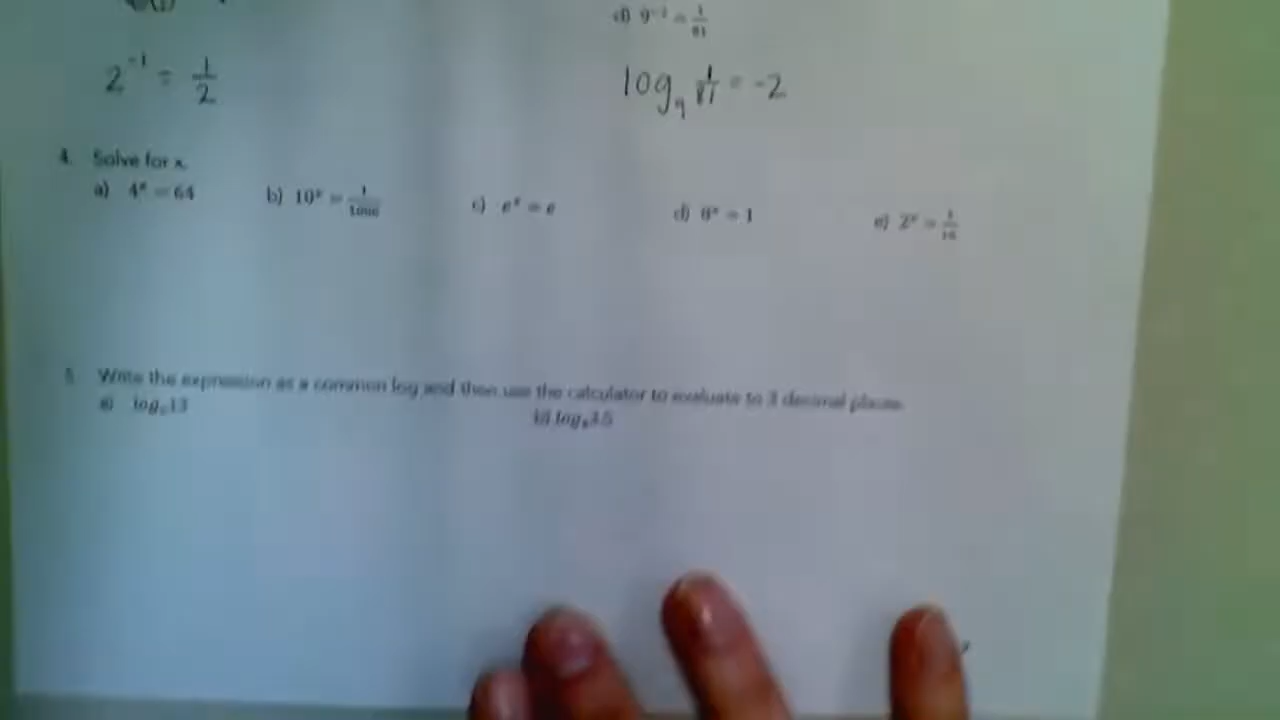 d) 9⁻² = 1/81
2⁻¹ = 1/2
log₉ 1/81 = -2
4. Solve for x.
a) 4ˣ = 64 b) 10ˣ = 1/1000 c) eˣ = e d) 8ˣ = 1 e) 2ˣ = 1/16
5. Write the expression as a common log and then use the calculator to evaluate to 3 decimal places.
a) 13 b)